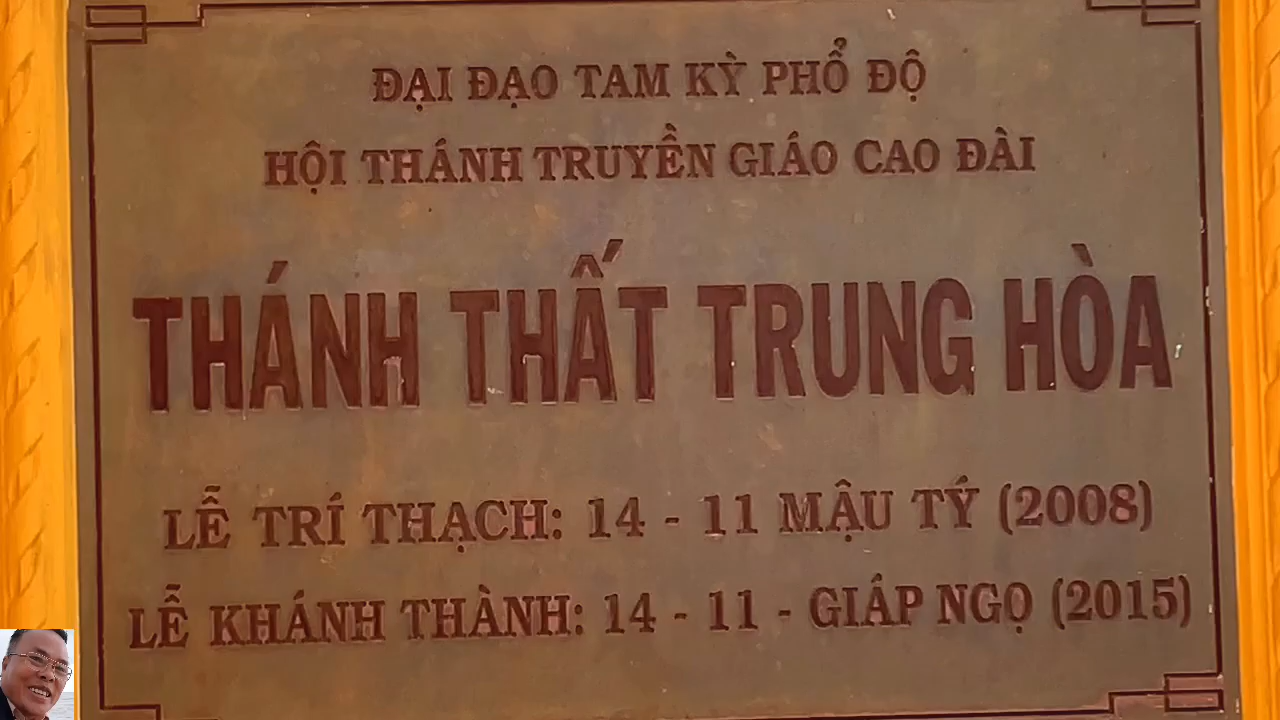 ĐẠI ĐẠO TAM KỲ PHỔ ĐỘ
HỘI THÁNH TRUYỀN GIÁO CAO ĐÀI
THÁNH THẤT TRUNG HÒA
LỄ TRÍ THẠCH: 14 - 11 MẬU TÝ (2008)
LỄ KHÁNH THÀNH: 14 - 11 - GIÁP NGỌ (2015)